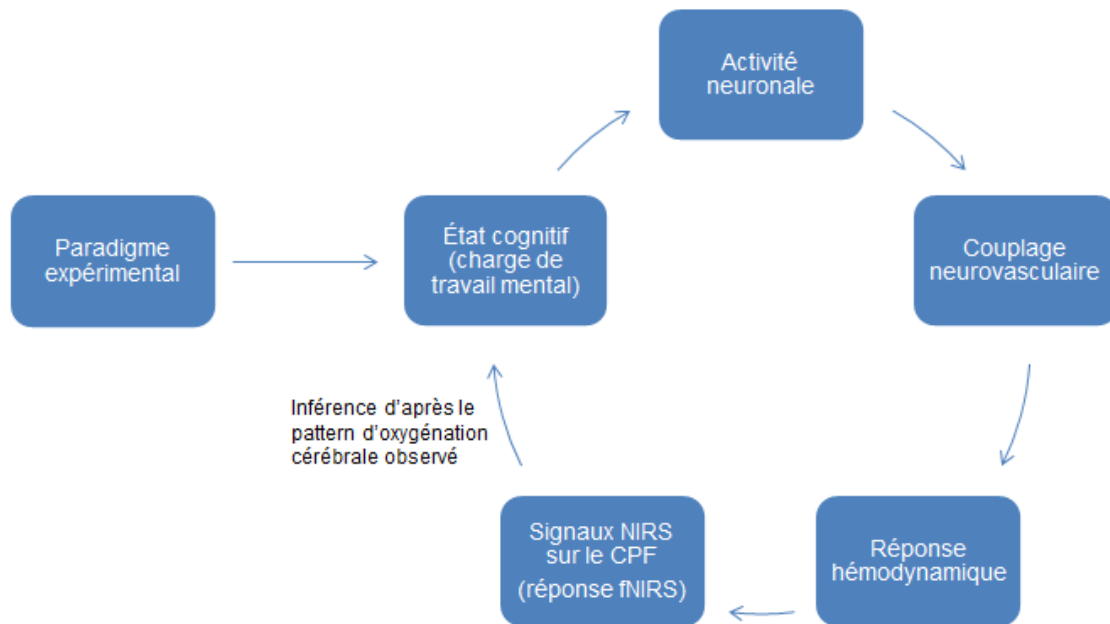 Activité
neuronale
Paradigme
expérimental
État cognitif
(charge de
travail mental)
Couplage
neurovasculaire
Inférence d'après le
pattern d'oxygénation
cérébrale observé
Signaux NIRS
sur le CPF
(réponse fNIRS)
Réponse
hémodynamique